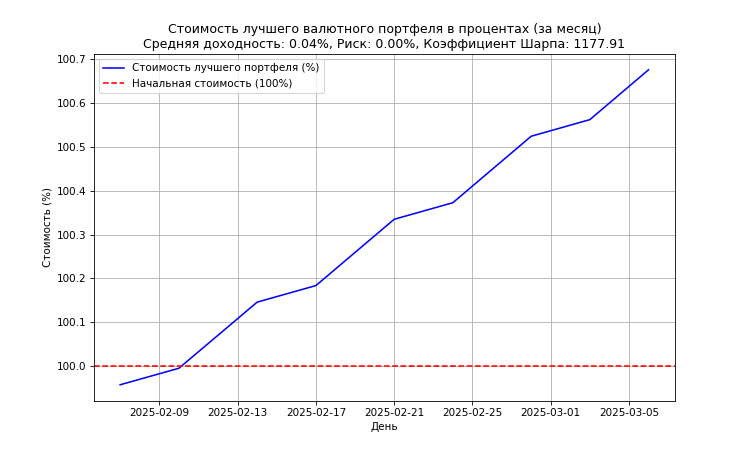 Стоимость лучшего валютного портфеля в процентах (за месяц)
Средняя доходность: 0.04%, Риск: 0.00%, Коэффициент Шарпа: 1177.91
Стоимость лучшего портфеля (%)
Начальная стоимость (100%)
Стоимость (%)
100.7
100.6
100.5
100.4
100.3
100.2
100.1
100.0
2025-02-09 2025-02-13 2025-02-17 2025-02-21 2025-02-25 2025-03-01 2025-03-05
День